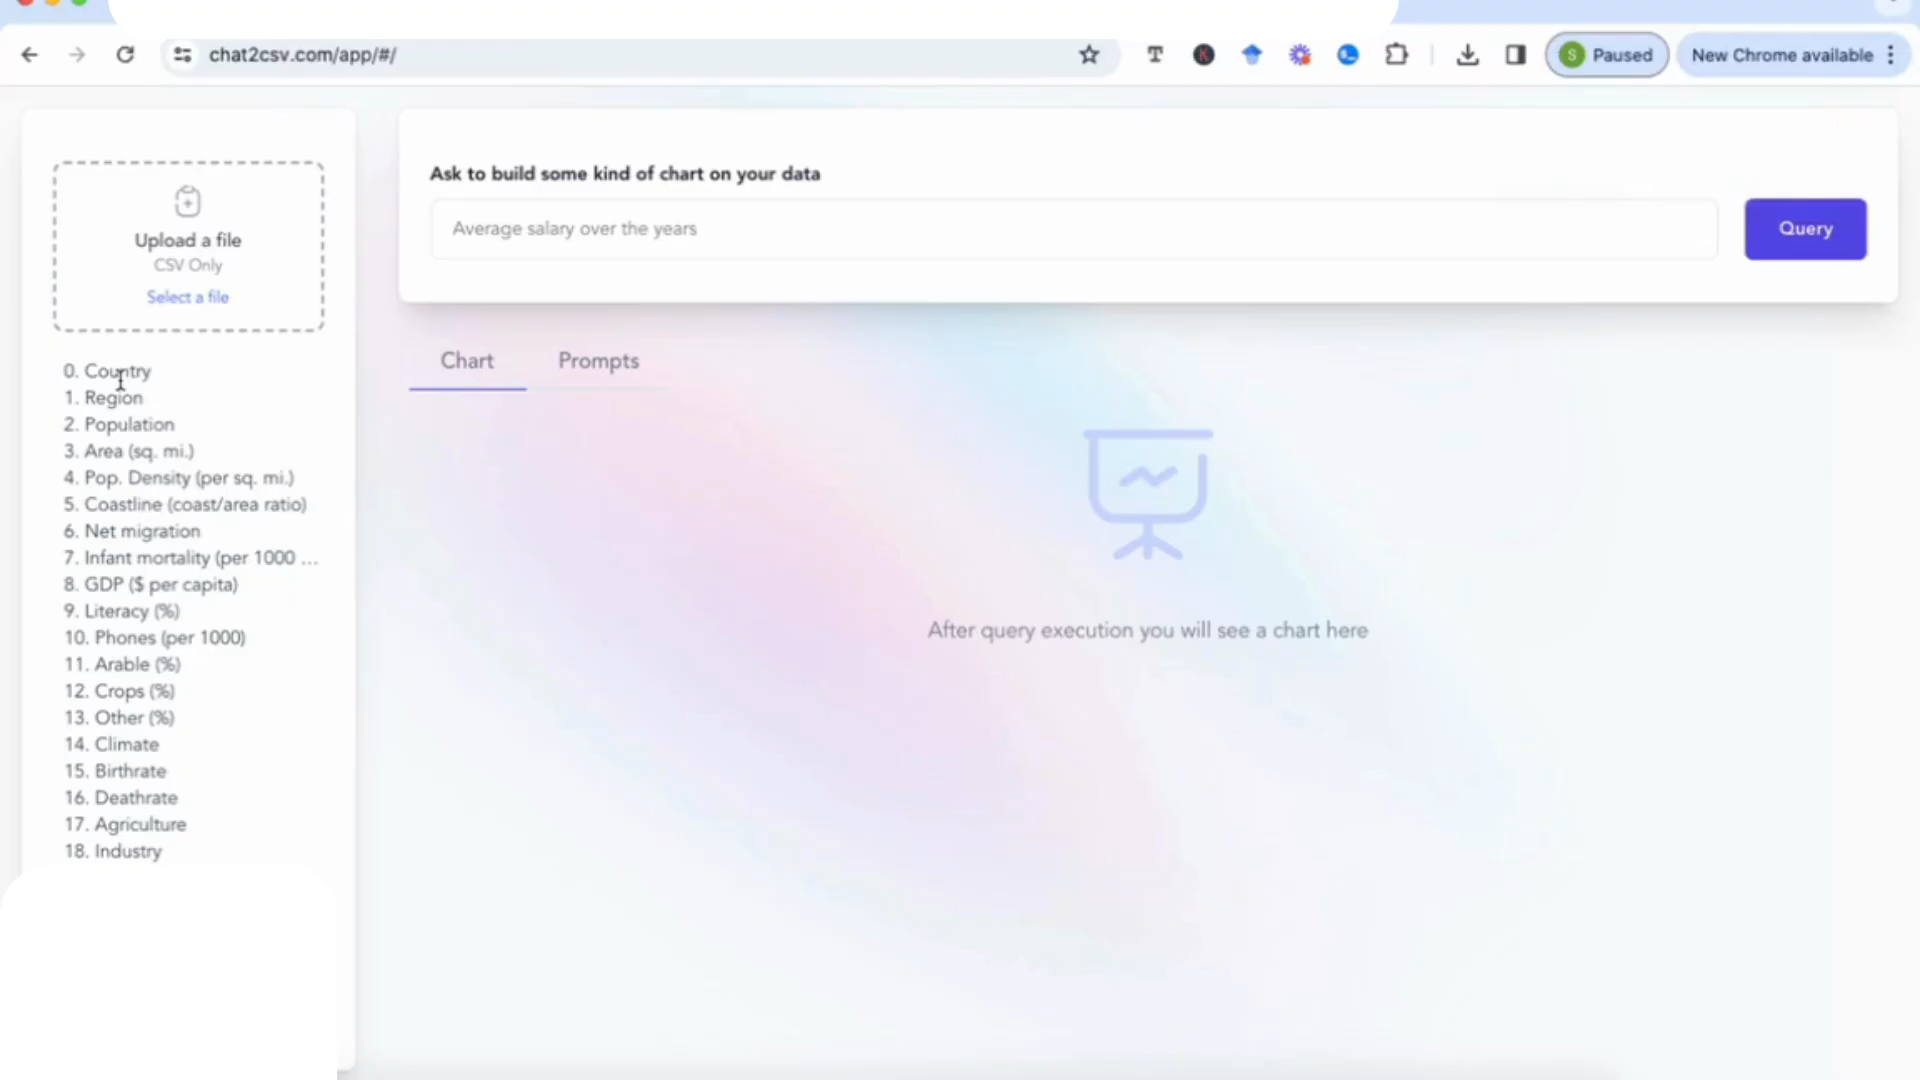 chat2csv.com/app/#/
S Paused
New Chrome available
Upload a file
CSV Only
Select a file
0. Country
1. Region
2. Population
3. Area (sq. mi.)
4. Pop. Density (per sq. mi.)
5. Coastline (coast/area ratio)
6. Net migration
7. Infant mortality (per 1000 ...
8. GDP ($ per capita)
9. Literacy (%)
10. Phones (per 1000)
11. Arable (%)
12. Crops (%)
13. Other (%)
14. Climate
15. Birthrate
16. Deathrate
17. Agriculture
18. Industry
Ask to build some kind of chart on your data
Average salary over the years
Query
Chart Prompts
After query execution you will see a chart here